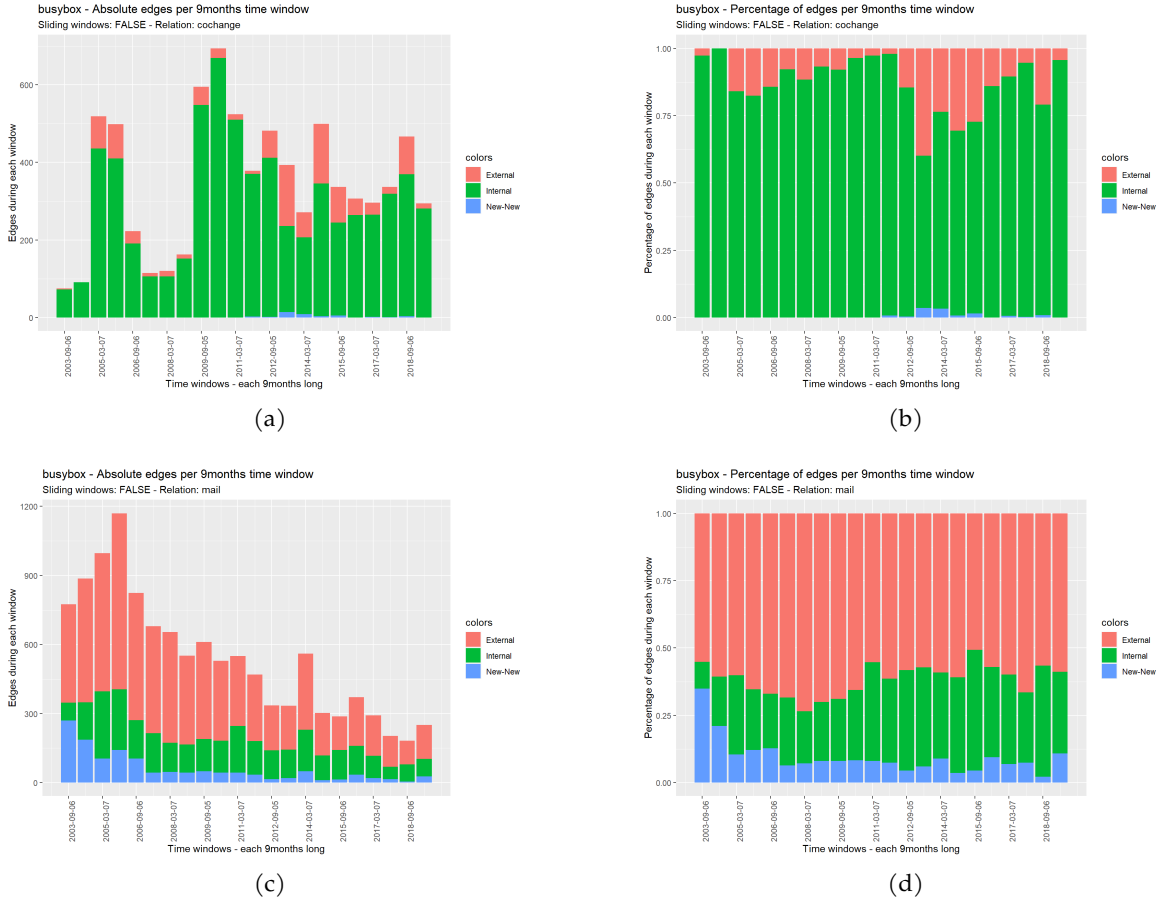 busybox - Absolute edges per 9months time window
Sliding windows: FALSE - Relation: cochange
Edges during each window
600
400
200
0
2003-09-06
2005-03-07
2006-09-06
2008-03-07
2009-09-05
2011-03-07
2012-09-05
2014-03-07
2015-09-06
2017-03-07
2018-09-06
Time windows - each 9months long
colors
External
Internal
New-New
(a)
busybox - Percentage of edges per 9months time window
Sliding windows: FALSE - Relation: cochange
Percentage of edges during each window
1.00
0.75
0.50
0.25
0.00
2003-09-06
2005-03-07
2006-09-06
2008-03-07
2009-09-05
2011-03-07
2012-09-05
2014-03-07
2015-09-06
2017-03-07
2018-09-06
Time windows - each 9months long
colors
External
Internal
New-New
(b)
busybox - Absolute edges per 9months time window
Sliding windows: FALSE - Relation: mail
Edges during each window
1200
900
600
300
0
2003-09-06
2005-03-07
2006-09-06
2008-03-07
2009-09-05
2011-03-07
2012-09-05
2014-03-07
2015-09-06
2017-03-07
2018-09-06
Time windows - each 9months long
colors
External
Internal
New-New
(c)
busybox - Percentage of edges per 9months time window
Sliding windows: FALSE - Relation: mail
Percentage of edges during each window
1.00
0.75
0.50
0.25
0.00
2003-09-06
2005-03-07
2006-09-06
2008-03-07
2009-09-05
2011-03-07
2012-09-05
2014-03-07
2015-09-06
2017-03-07
2018-09-06
Time windows - each 9months long
colors
External
Internal
New-New
(d)